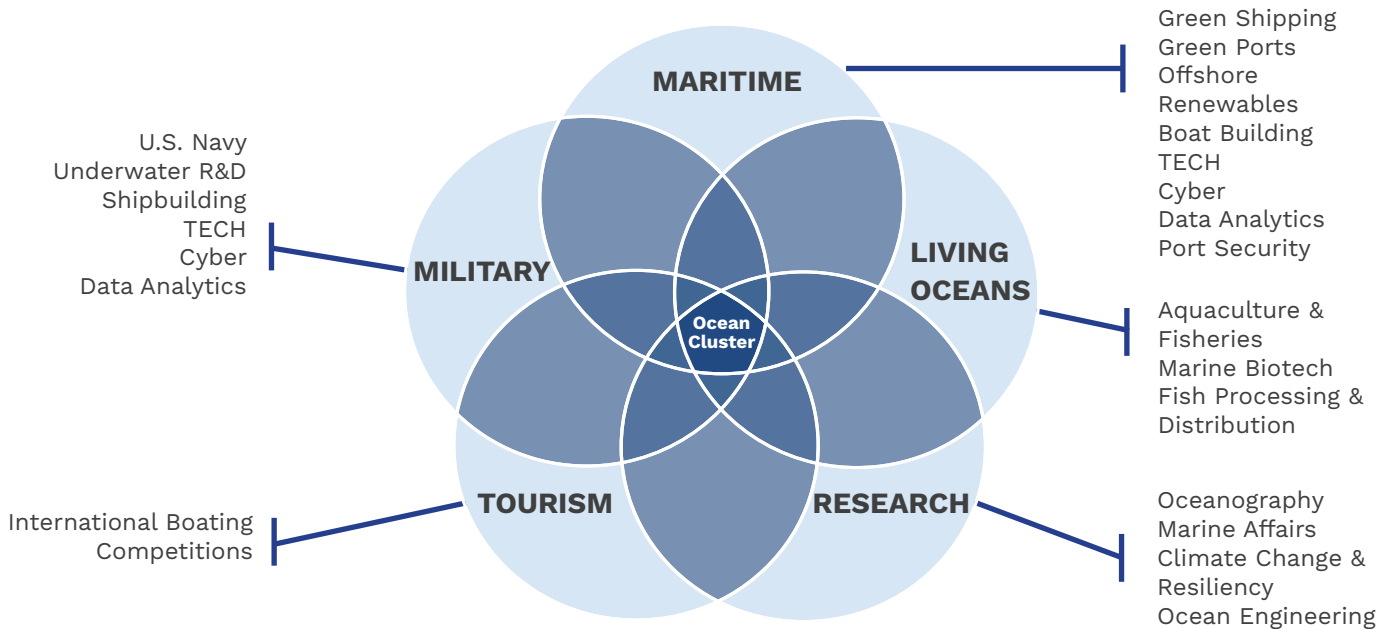 MARITIME
Green Shipping
Green Ports
Offshore
Renewables
Boat Building
TECH
Cyber
Data Analytics
Port Security
U.S. Navy
Underwater R&D
Shipbuilding
TECH
Cyber
Data Analytics
MILITARY
LIVING
OCEANS
Aquaculture &
Fisheries
Marine Biotech
Fish Processing &
Distribution
Ocean
Cluster
TOURISM
International Boating
Competitions
RESEARCH
Oceanography
Marine Affairs
Climate Change &
Resiliency
Ocean Engineering